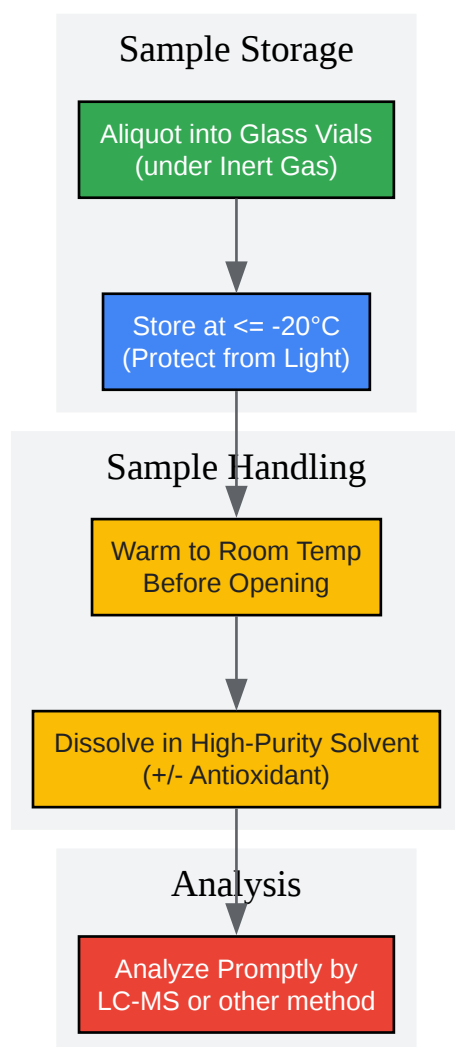 Sample Storage
Aliquot into Glass Vials
(under Inert Gas)
Store at <= -20°C
(Protect from Light)
Sample Handling
Warm to Room Temp
Before Opening
Dissolve in High-Purity Solvent
(+/- Antioxidant)
Analysis
Analyze Promptly by
LC-MS or other method